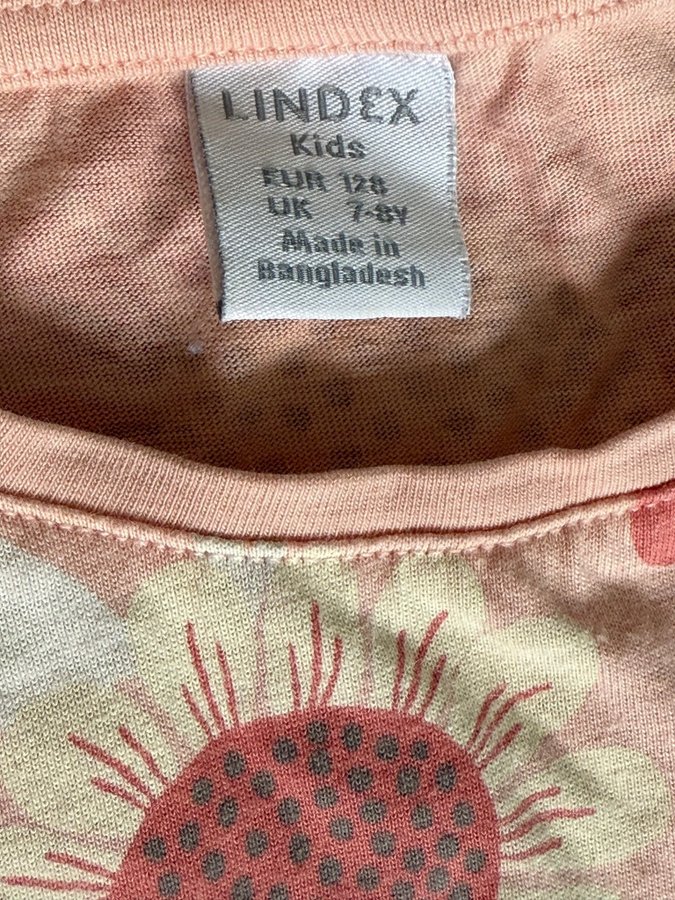 LINDEX
Kids
EUR 128
UK 7-8Y
Made in
Bangladesh